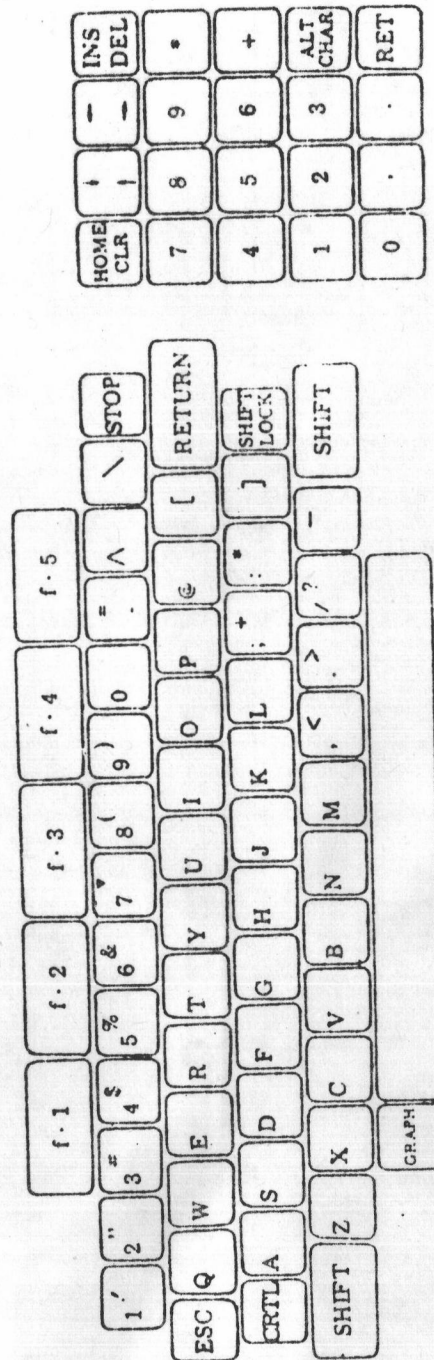 f·1 f·2 f·3 f·4 f·5
1 ' 2 " 3 = 4 $ 5 % 6 & 7 ' 8 ( 9 ) 0 . = ^ \ STOP
ESC Q W E R T Y U I O P @ [ RETURN
CRTL A S D F G H J K L ; + : * ] SHIFT LOCK
SHIFT Z X C V B N M , < . > / ? – SHIFT
GRAPH
HOME CLR ↑ ↓ ← → INS DEL
7 8 9 *
4 5 6 +
1 2 3 ALT CHAR
0 . . RET